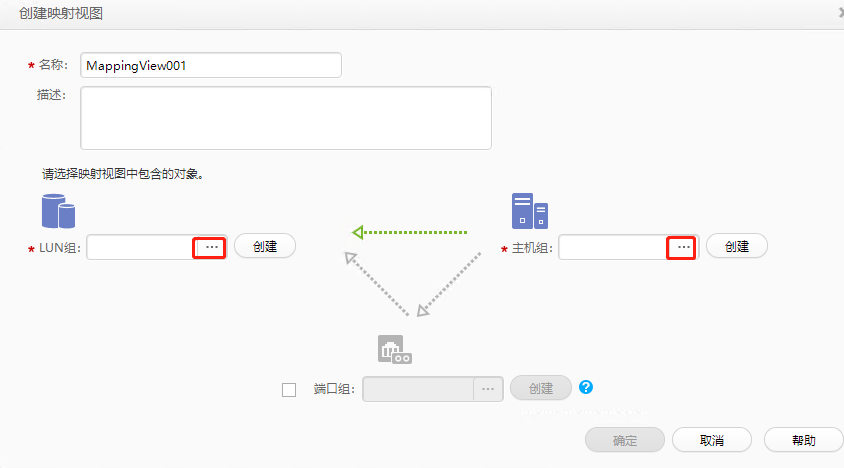 创建映射视图
* 名称: MappingView001
描述:
请选择映射视图中包含的对象。
* LUN组: ... 创建
* 主机组: ... 创建
端口组: ... 创建 ?
确定 取消 帮助